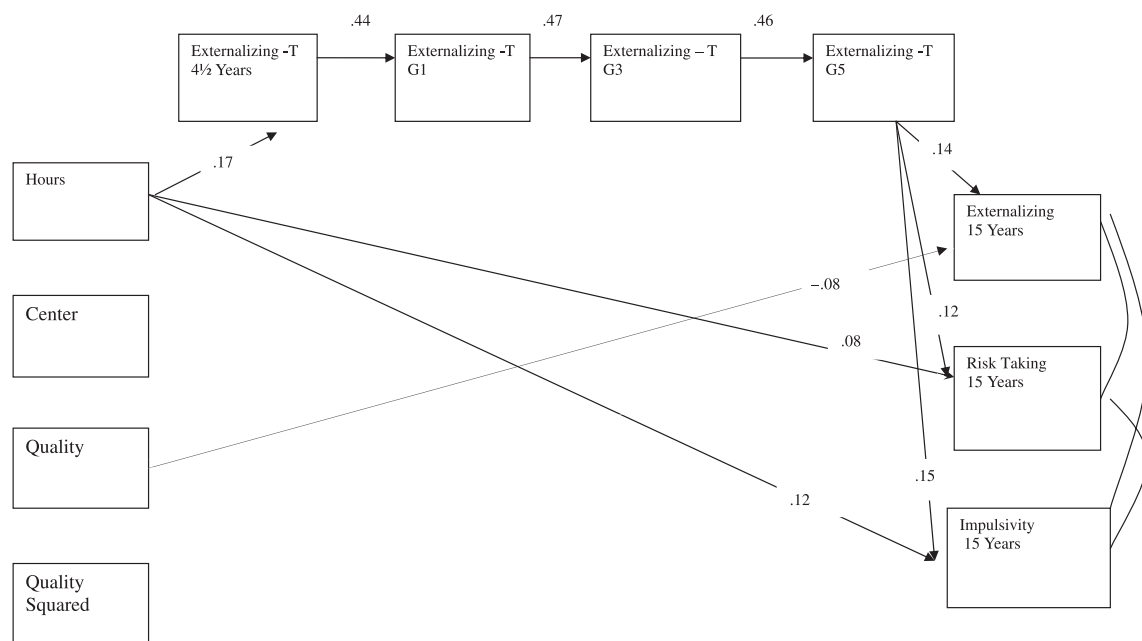 .44
.47
.46
Externalizing -T
4½ Years
Externalizing -T
G1
Externalizing – T
G3
Externalizing -T
G5
.17
.14
Hours
Externalizing
15 Years
–.08
Center
.12
.08
Risk Taking
15 Years
Quality
.15
.12
Impulsivity
15 Years
Quality
Squared